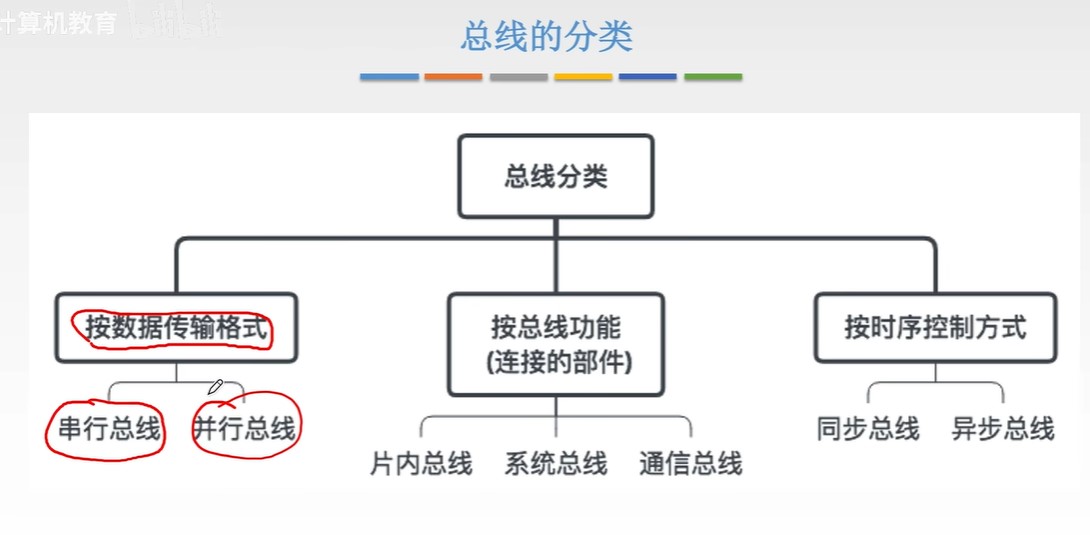 计算机教育 bilibili
总线的分类
总线分类
按数据传输格式
串行总线 并行总线
按总线功能
(连接的部件)
片内总线 系统总线 通信总线
按时序控制方式
同步总线 异步总线